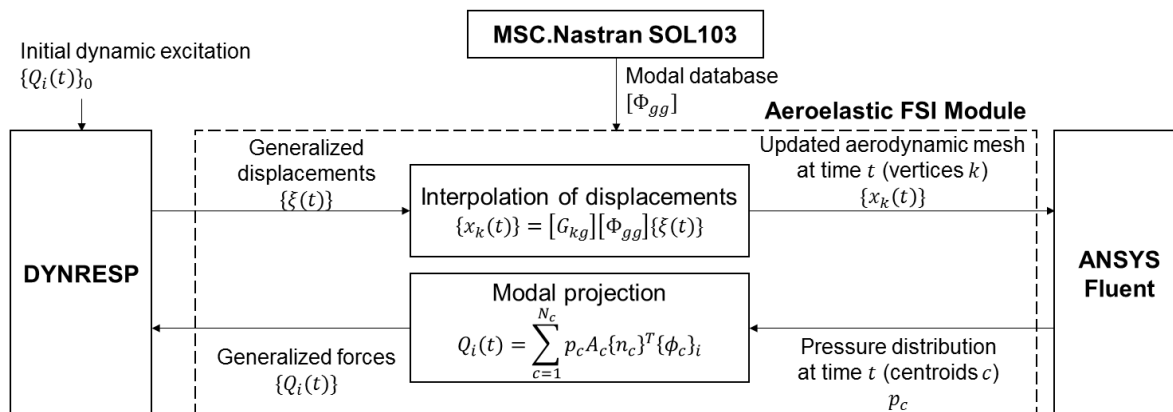 MSC.Nastran SOL103
Initial dynamic excitation
{Q_i(t)}_0
Modal database
[Φ_gg]
Aeroelastic FSI Module
Generalized
displacements
{ξ(t)}
Interpolation of displacements
{x_k(t)} = [G_kg][Φ_gg]{ξ(t)}
Updated aerodynamic mesh
at time t (vertices k)
{x_k(t)}
DYNRESP
ANSYS
Fluent
Modal projection
Q_i(t) = ∑_{c=1}^{N_c} p_c A_c {n_c}^T {ϕ_c}_i
Generalized forces
{Q_i(t)}
Pressure distribution
at time t (centroids c)
p_c